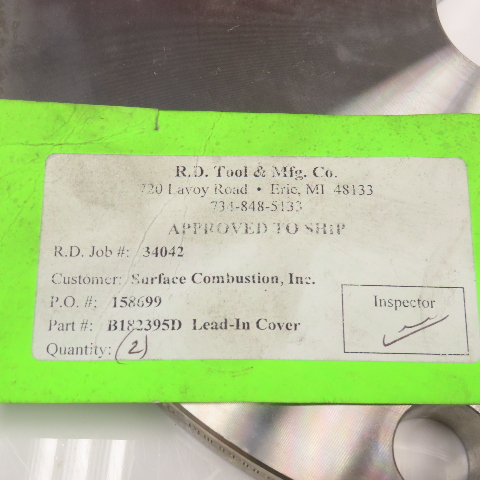 R.D. Tool & Mfg. Co.
720 Lavoy Road • Erie, MI 48133
734-848-5133
APPROVED TO SHIP
R.D. Job #: 34042
Customer: Surface Combustion, Inc.
P.O. #: 158699
Part #: B182395D Lead-In Cover
Quantity: (2)
Inspector